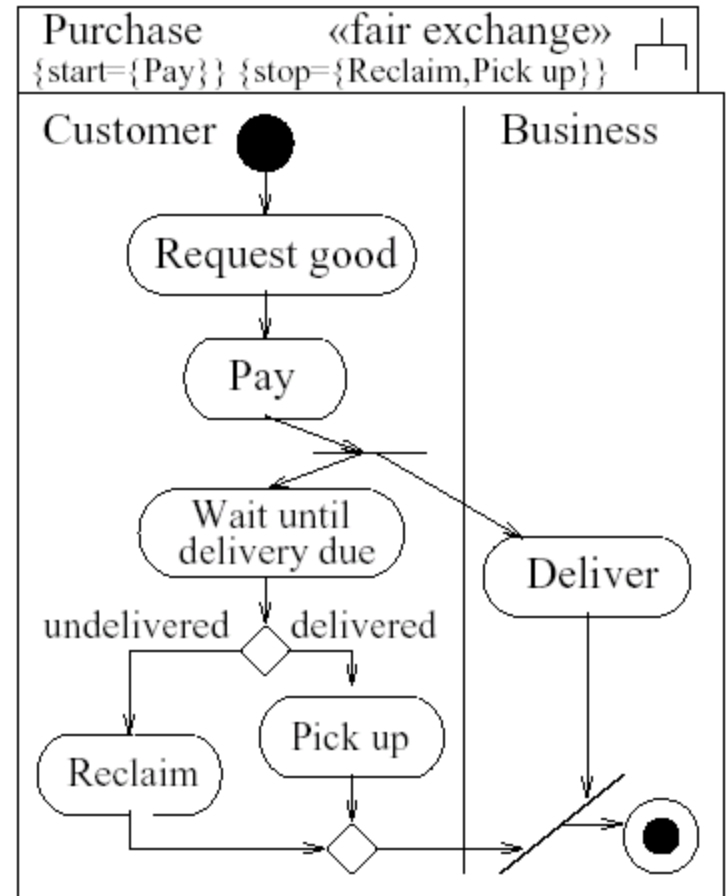 Purchase «fair exchange»
{start={Pay}} {stop={Reclaim,Pick up}}
Customer
Business
Request good
Pay
Wait until
delivery due
Deliver
undelivered
delivered
Pick up
Reclaim